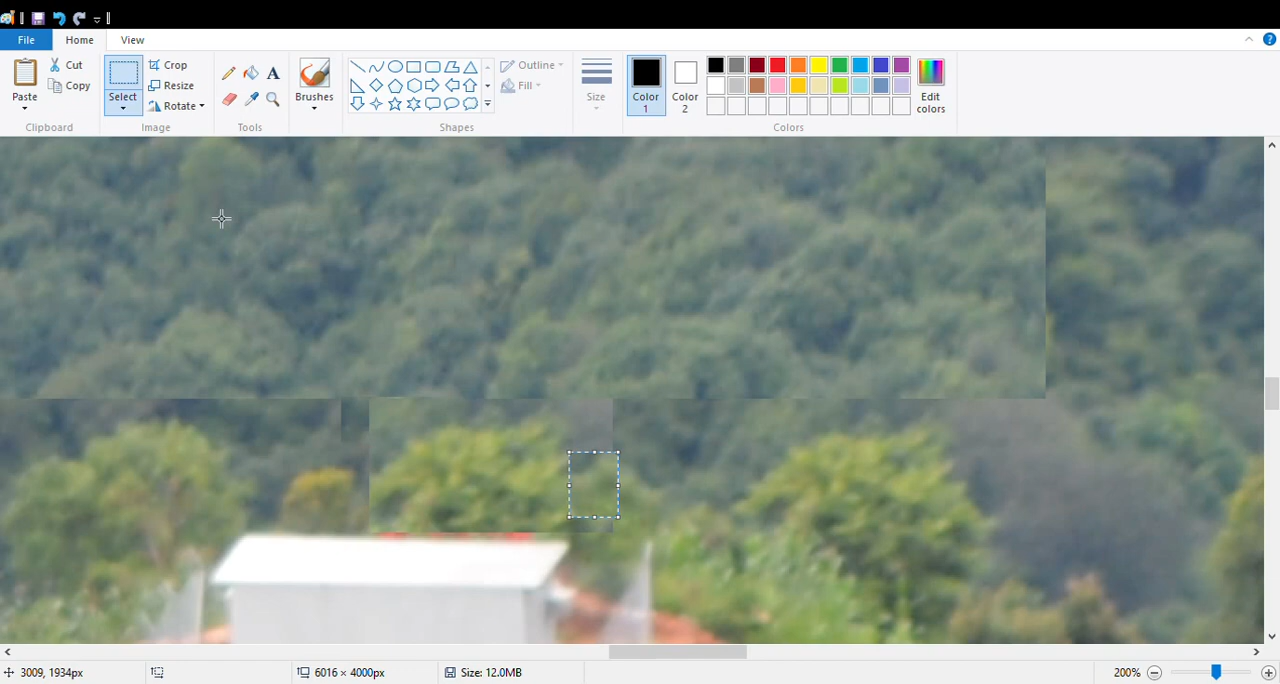 File Home View
Paste
Cut
Copy
Clipboard
Select
Crop
Resize
Rotate
Image
A
Tools
Brushes
Outline
Fill
Shapes
Size
Color
1
Color
2
Edit
colors
Colors
3009, 1934px
6016 × 4000px
Size: 12.0MB
200%